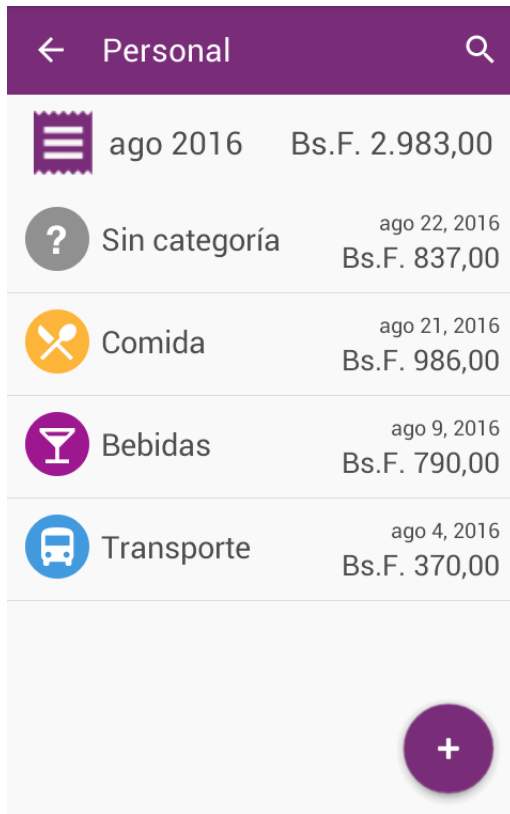 Personal
ago 2016 Bs.F. 2.983,00
? Sin categoría
ago 22, 2016
Bs.F. 837,00
Comida
ago 21, 2016
Bs.F. 986,00
Bebidas
ago 9, 2016
Bs.F. 790,00
Transporte
ago 4, 2016
Bs.F. 370,00
+